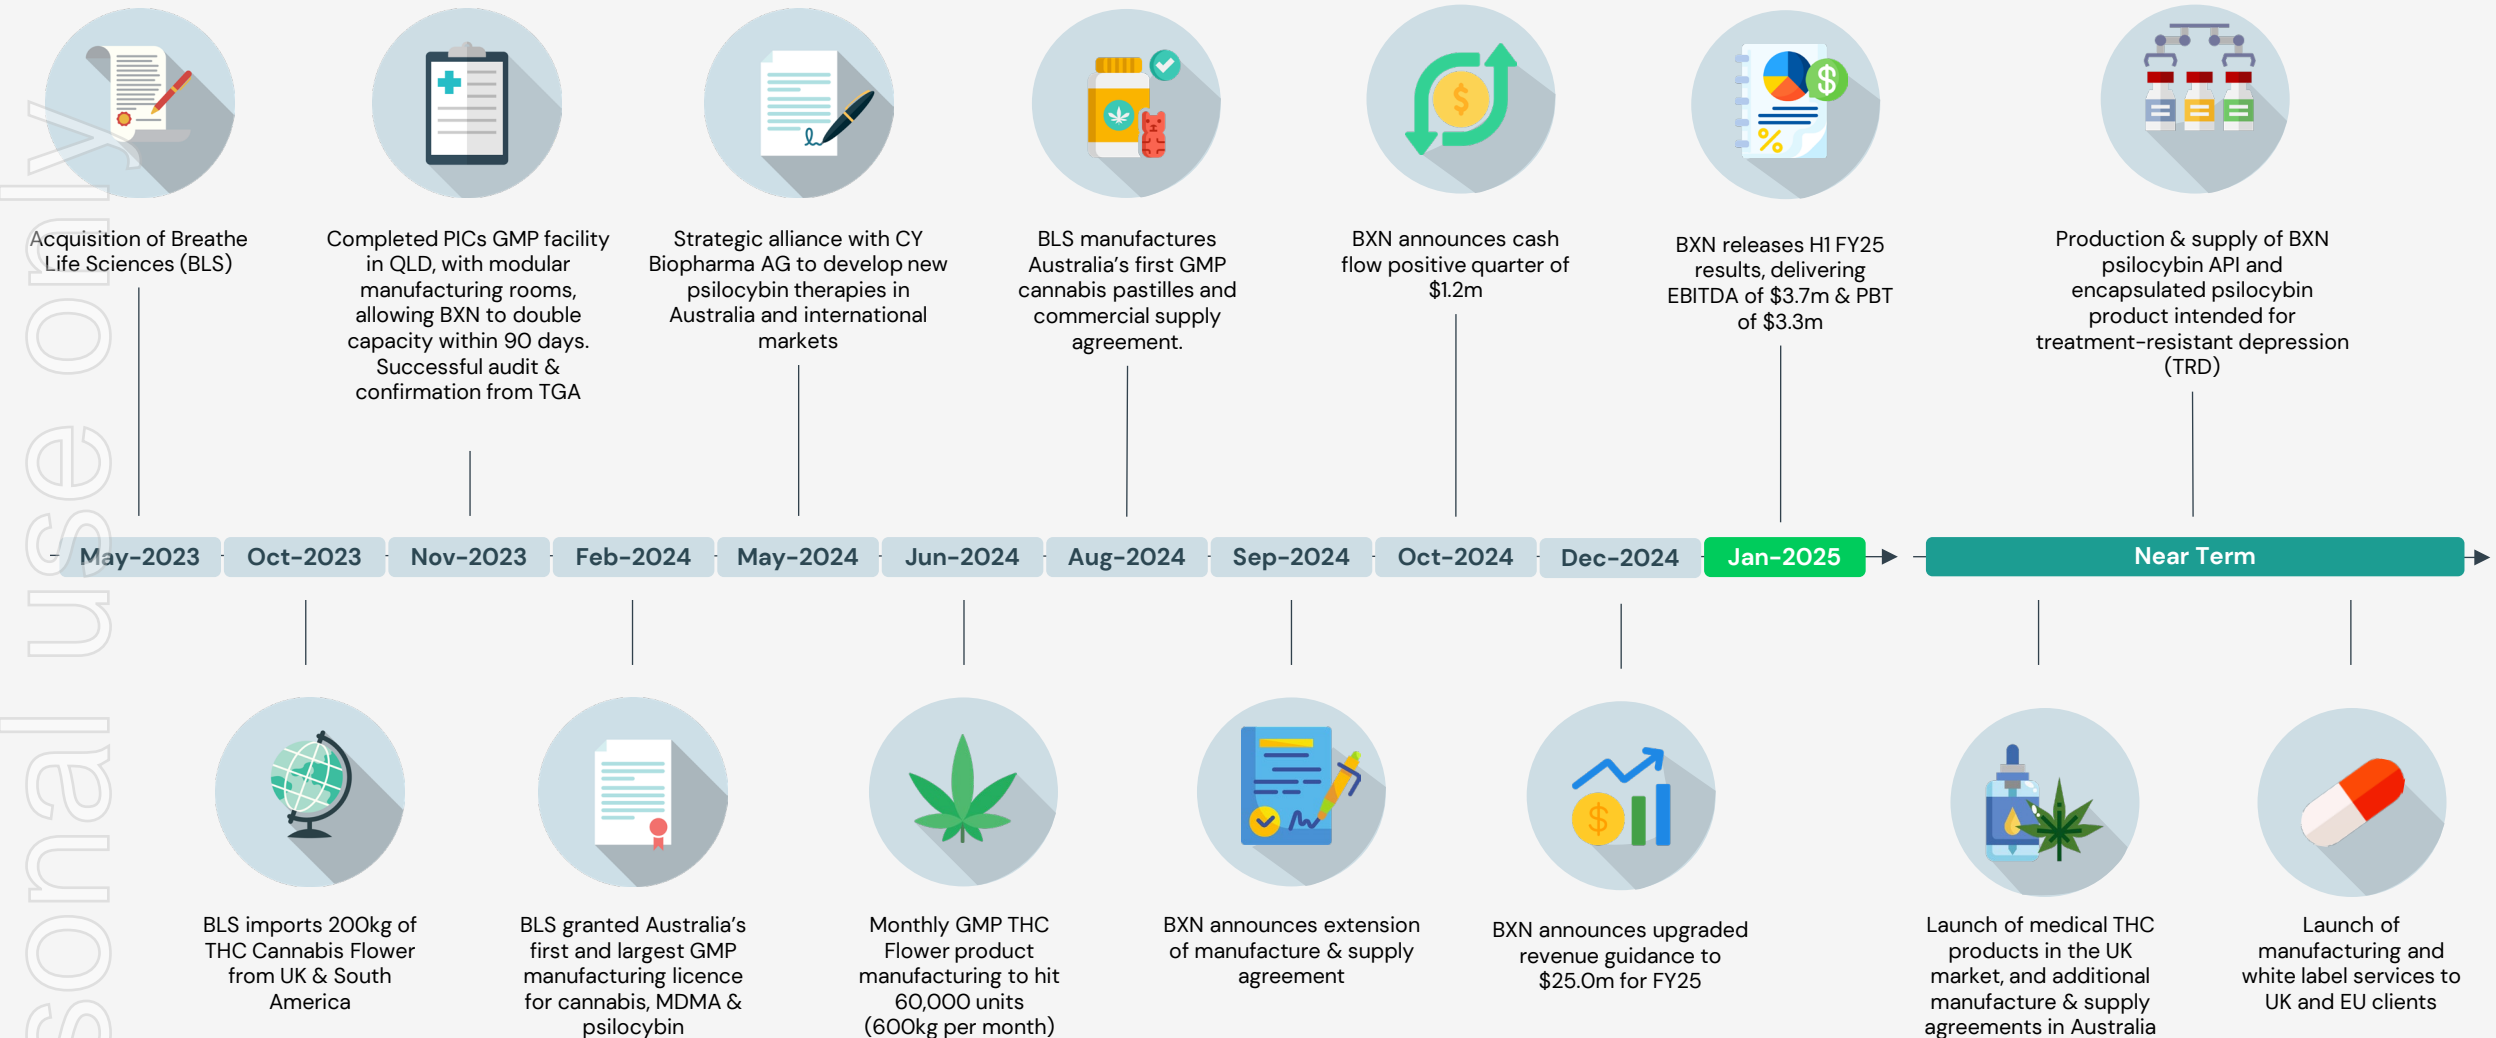 Acquisition of Breathe
Life Sciences (BLS)
Completed PICs GMP facility
in QLD, with modular
manufacturing rooms,
allowing BXN to double
capacity within 90 days.
Successful audit &
confirmation from TGA
Strategic alliance with CY
Biopharma AG to develop new
psilocybin therapies in
Australia and international
markets
BLS manufactures
Australia's first GMP
cannabis pastilles and
commercial supply
agreement.
BXN announces cash
flow positive quarter of
$1.2m
BXN releases H1 FY25
results, delivering
EBITDA of $3.7m & PBT
of $3.3m
Production & supply of BXN
psilocybin API and
encapsulated psilocybin
product intended for
treatment-resistant depression
(TRD)
May-2023
Oct-2023
Nov-2023
Feb-2024
May-2024
Jun-2024
Aug-2024
Sep-2024
Oct-2024
Dec-2024
Jan-2025
Near Term
BLS imports 200kg of
THC Cannabis Flower
from UK & South
America
BLS granted Australia's
first and largest GMP
manufacturing licence
for cannabis, MDMA &
psilocybin
Monthly GMP THC
Flower product
manufacturing to hit
60,000 units
(600kg per month)
BXN announces extension
of manufacture & supply
agreement
BXN announces upgraded
revenue guidance to
$25.0m for FY25
Launch of medical THC
products in the UK
market, and additional
manufacture & supply
agreements in Australia
Launch of
manufacturing and
white label services to
UK and EU clients
sonal use only